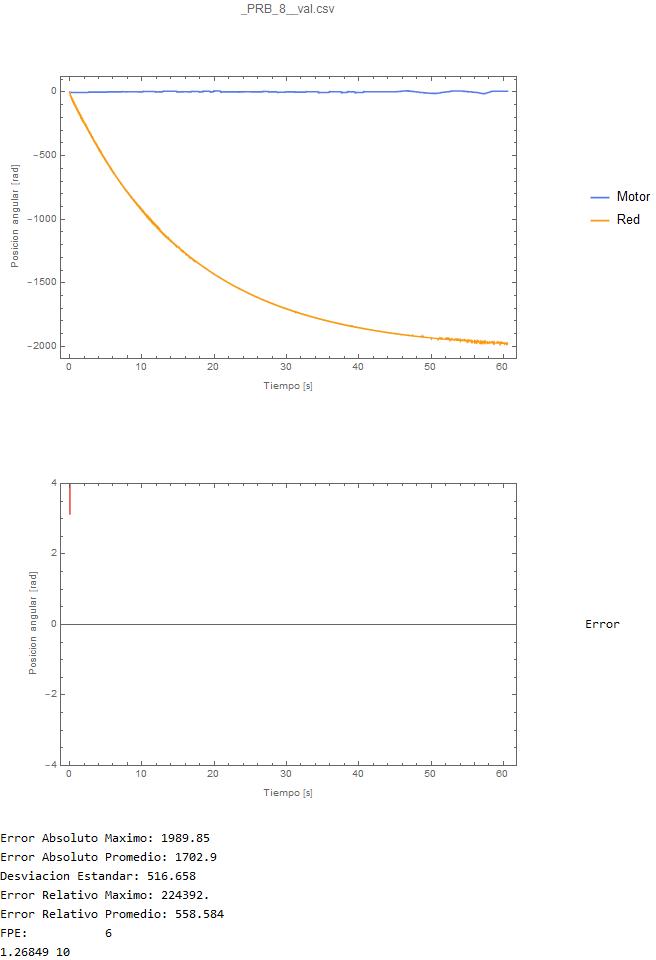 _PRB_8__val.csv
0
-500
-1000
-1500
-2000
Posicion angular [rad]
0 10 20 30 40 50 60
Tiempo [s]
Motor
Red
4
2
0
-2
-4
Posicion angular [rad]
0 10 20 30 40 50 60
Tiempo [s]
Error
Error Absoluto Maximo: 1989.85
Error Absoluto Promedio: 1702.9
Desviacion Estandar: 516.658
Error Relativo Maximo: 224392.
Error Relativo Promedio: 558.584
FPE: 6
1.26849 10